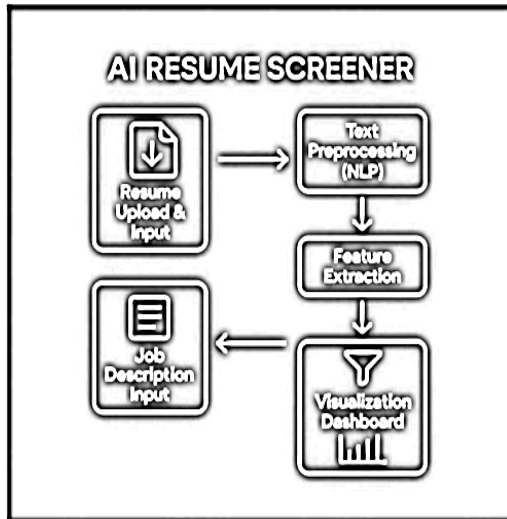 AI RESUME SCREENER
Resume
Upload &
Input
Text
Preprocessing
(NLP)
Feature
Extraction
Job
Description
Input
Visualization
Dashboard